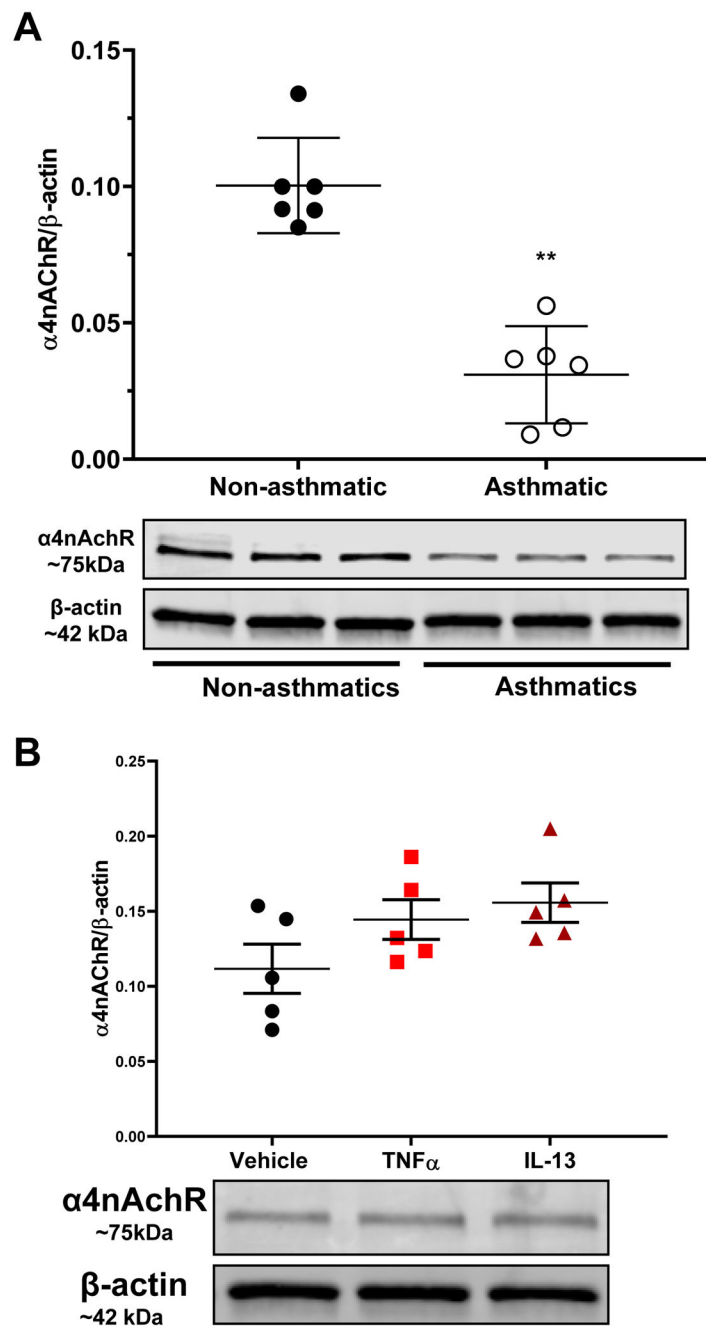 A
α4nAChR/β-actin
0.15
0.10
0.05
0.00
**
Non-asthmatic Asthmatic
α4nAchR
~75kDa
β-actin
~42 kDa
Non-asthmatics Asthmatics
B
α4nAChR/β-actin
0.25
0.20
0.15
0.10
0.05
0.00
Vehicle TNFα IL-13
α4nAchR
~75kDa
β-actin
~42 kDa